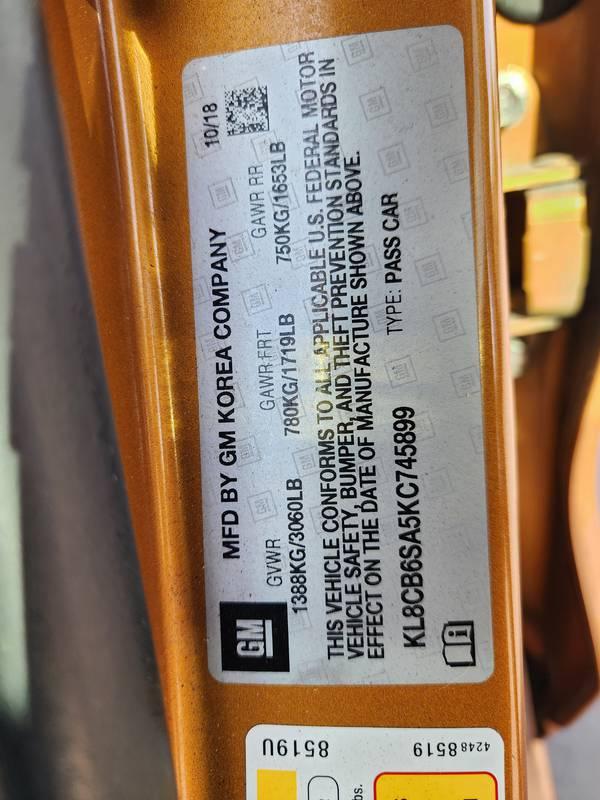 GM
MFD BY GM KOREA COMPANY 10/18
GVWR GAWR FRT GAWR RR
1388KG/3060LB 780KG/1719LB 750KG/1653LB
THIS VEHICLE CONFORMS TO ALL APPLICABLE U.S. FEDERAL MOTOR
VEHICLE SAFETY, BUMPER, AND THEFT PREVENTION STANDARDS IN
EFFECT ON THE DATE OF MANUFACTURE SHOWN ABOVE.
KL8CB6SA5KC745899 TYPE: PASS CAR
8519U
42488519
bs.